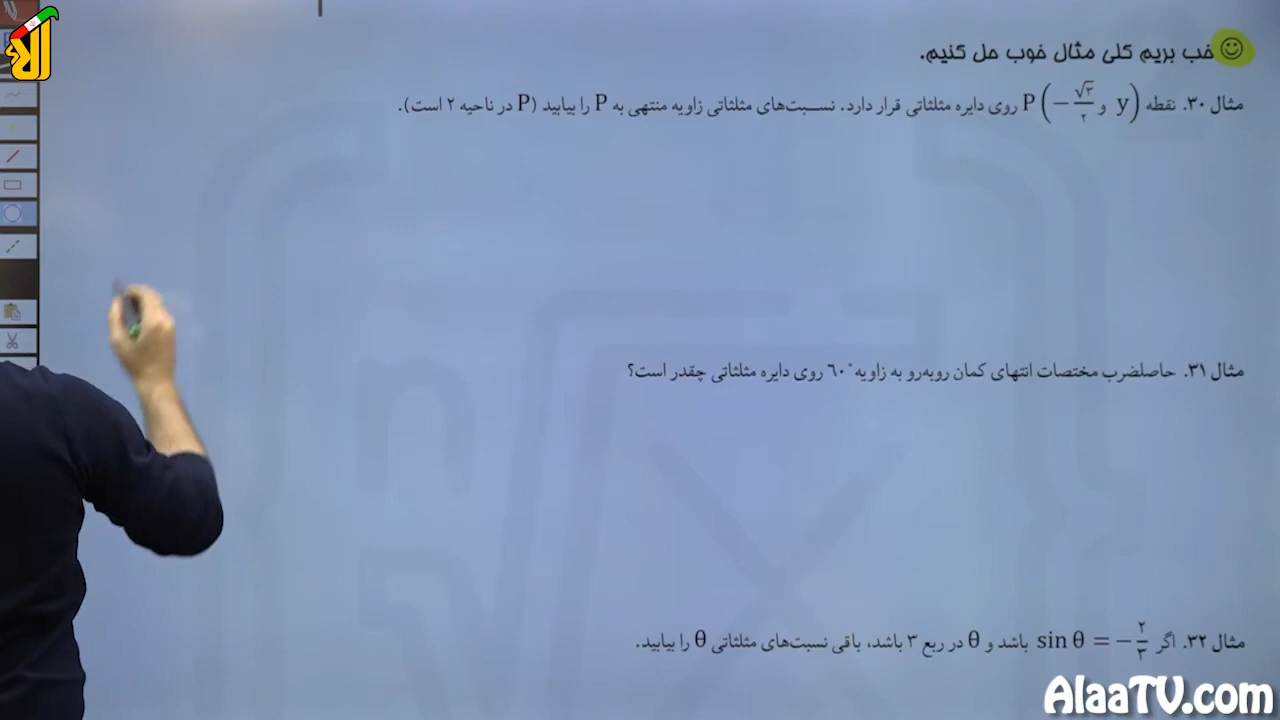 خب بریم کلی مثال خوب حل کنیم.
مثال ۳۰. نقطه P(-√۳/۲ و y) روی دایره مثلثاتی قرار دارد. نسبت‌های مثلثاتی زاویه منتهی به P را بیابید (P در ناحیه ۲ است).
مثال ۳۱. حاصلضرب مختصات انتهای کمان روبه‌رو به زاویه ۶۰° روی دایره مثلثاتی چقدر است؟
مثال ۳۲. اگر sin θ = -۲/۳ باشد و θ در ربع ۳ باشد، باقی نسبت‌های مثلثاتی θ را بیابید.
AlaaTV.com